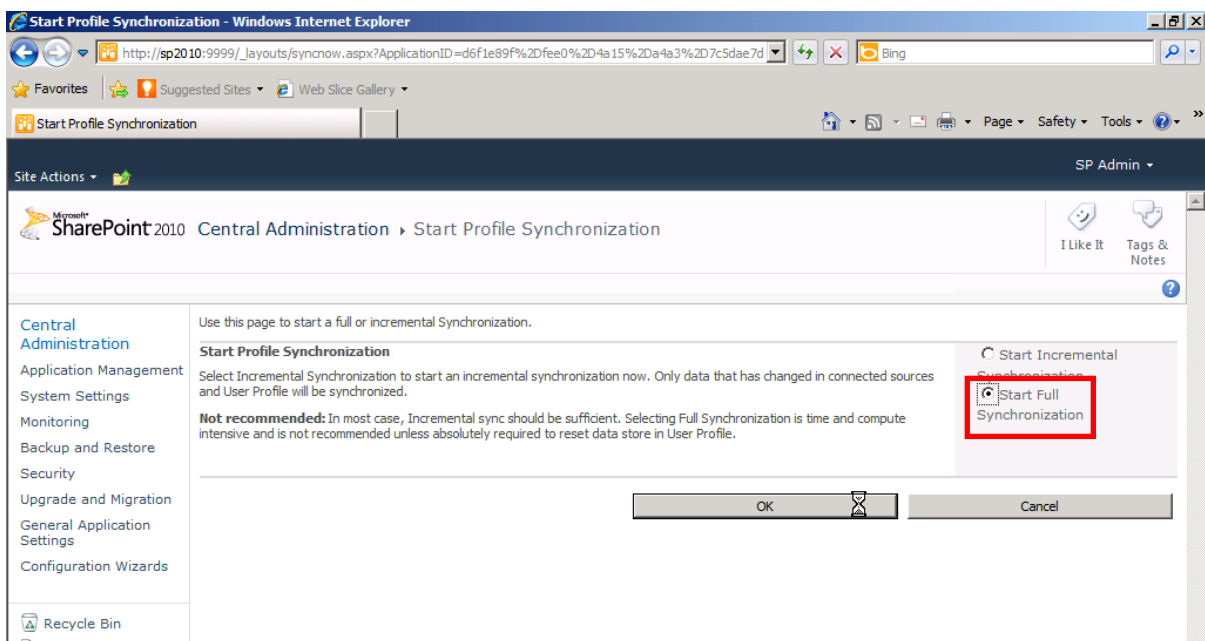 Start Profile Synchronization - Windows Internet Explorer
http://sp2010:9999/_layouts/syncnow.aspx?ApplicationID=d6f1e89f%2Dfee0%2D4a15%2Da4a3%2D7c5dae7d
Bing
Favorites Suggested Sites Web Slice Gallery
Start Profile Synchronization
Page Safety Tools »
SP Admin
Site Actions
Microsoft
SharePoint 2010 Central Administration Start Profile Synchronization
I Like It
Tags &
Notes
Central
Administration
Application Management
System Settings
Monitoring
Backup and Restore
Security
Upgrade and Migration
General Application
Settings
Configuration Wizards
Recycle Bin
Use this page to start a full or incremental Synchronization.
Start Profile Synchronization
Select Incremental Synchronization to start an incremental synchronization now. Only data that has changed in connected sources
and User Profile will be synchronized.
Not recommended: In most case, Incremental sync should be sufficient. Selecting Full Synchronization is time and compute
intensive and is not recommended unless absolutely required to reset data store in User Profile.
Start Incremental
Synchronization
Start Full
Synchronization
OK
Cancel